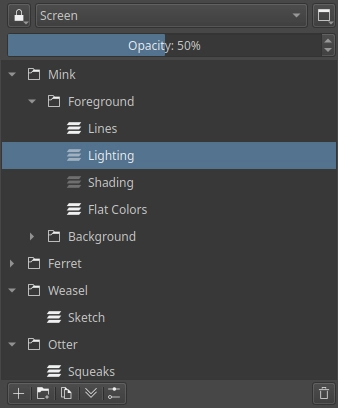 Screen
Opacity: 50%
Mink
Foreground
Lines
Lighting
Shading
Flat Colors
Background
Ferret
Weasel
Sketch
Otter
Squeaks